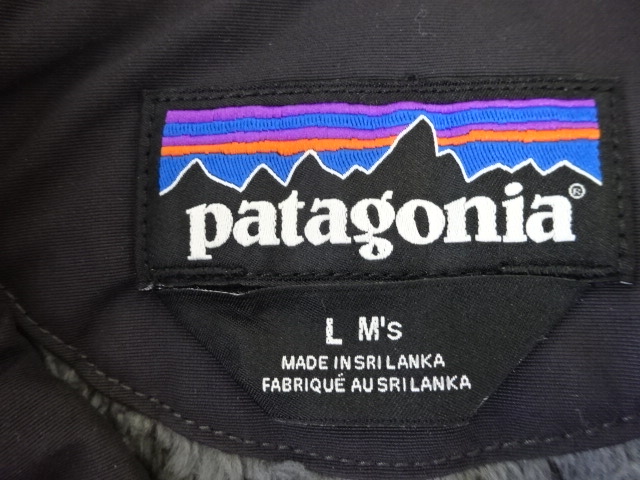 patagonia®
L M's
MADE IN SRI LANKA
FABRIQUÉ AU SRI LANKA